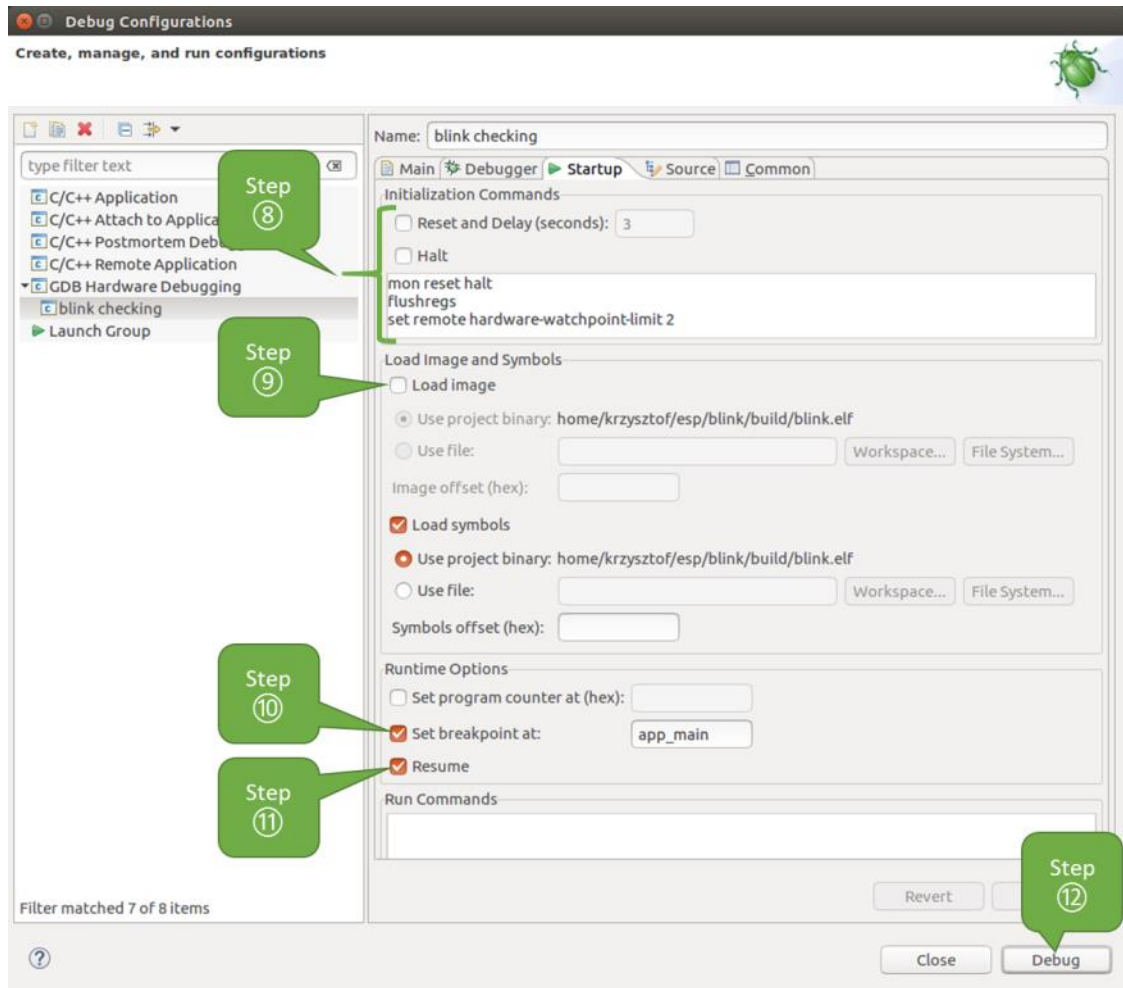 Debug Configurations
Create, manage, and run configurations
type filter text
C/C++ Application
C/C++ Attach to Applica
C/C++ Postmortem Debu
C/C++ Remote Application
GDB Hardware Debugging
blink checking
Launch Group
Filter matched 7 of 8 items
Step
⑧
Step
⑨
Step
⑩
Step
⑪
Name: blink checking
Main Debugger Startup Source Common
Initialization Commands
Reset and Delay (seconds): 3
Halt
mon reset halt
flushregs
set remote hardware-watchpoint-limit 2
Load Image and Symbols
Load image
Use project binary: home/krzysztof/esp/blink/build/blink.elf
Use file: Workspace... File System...
Image offset (hex):
Load symbols
Use project binary: home/krzysztof/esp/blink/build/blink.elf
Use file: Workspace... File System...
Symbols offset (hex):
Runtime Options
Set program counter at (hex):
Set breakpoint at: app_main
Resume
Run Commands
Step
⑫
Revert
Close Debug